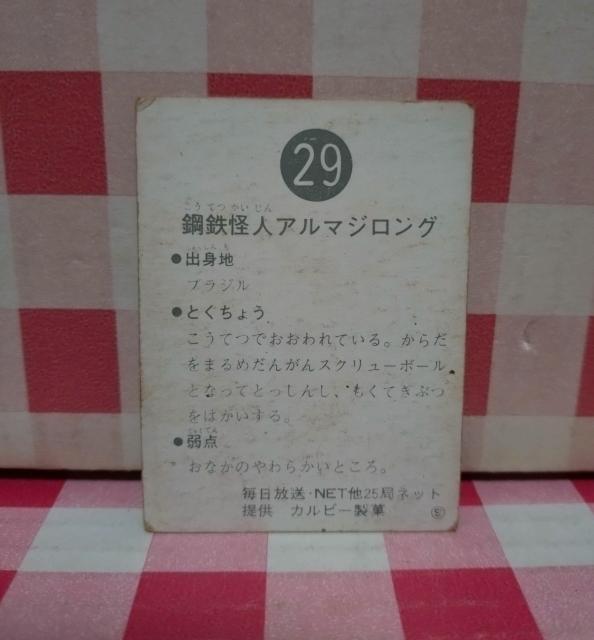 29
こうてつかいじん
鋼鉄怪人アルマジロング
しゅっしんち
●出身地
ブラジル
●とくちょう
こうてつでおおわれている。からだ
をまるめだんがんスクリューボール
となってとっしんし、もくてきぶつ
をはかいする。
じゃくてん
●弱点
おなかのやわらかいところ。
毎日放送・NET他25局ネット
提供 カルビー製菓